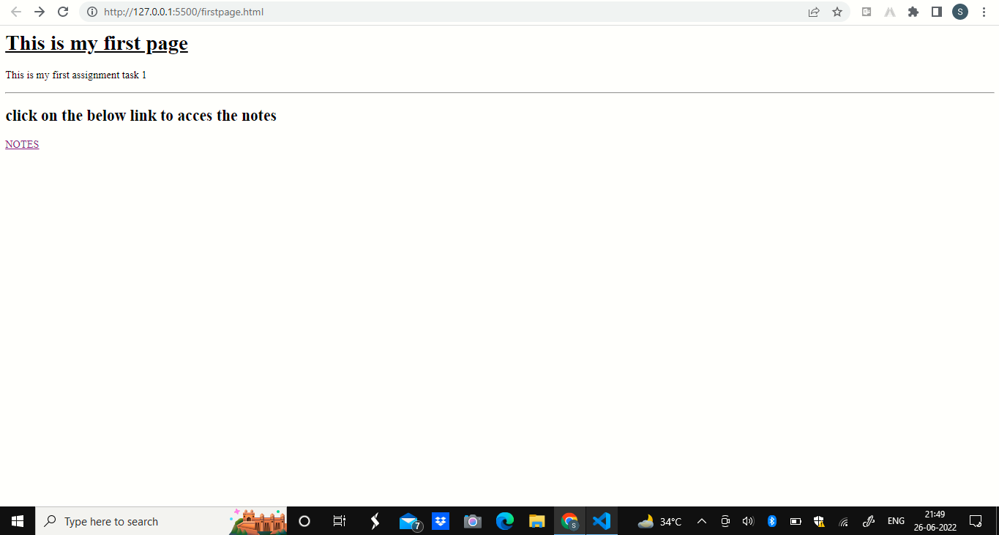 http://127.0.0.1:5500/firstpage.html
S
This is my first page
This is my first assignment task 1
click on the below link to acces the notes
NOTES
Type here to search
7
S
34°C
ENG
21:49
26-06-2022